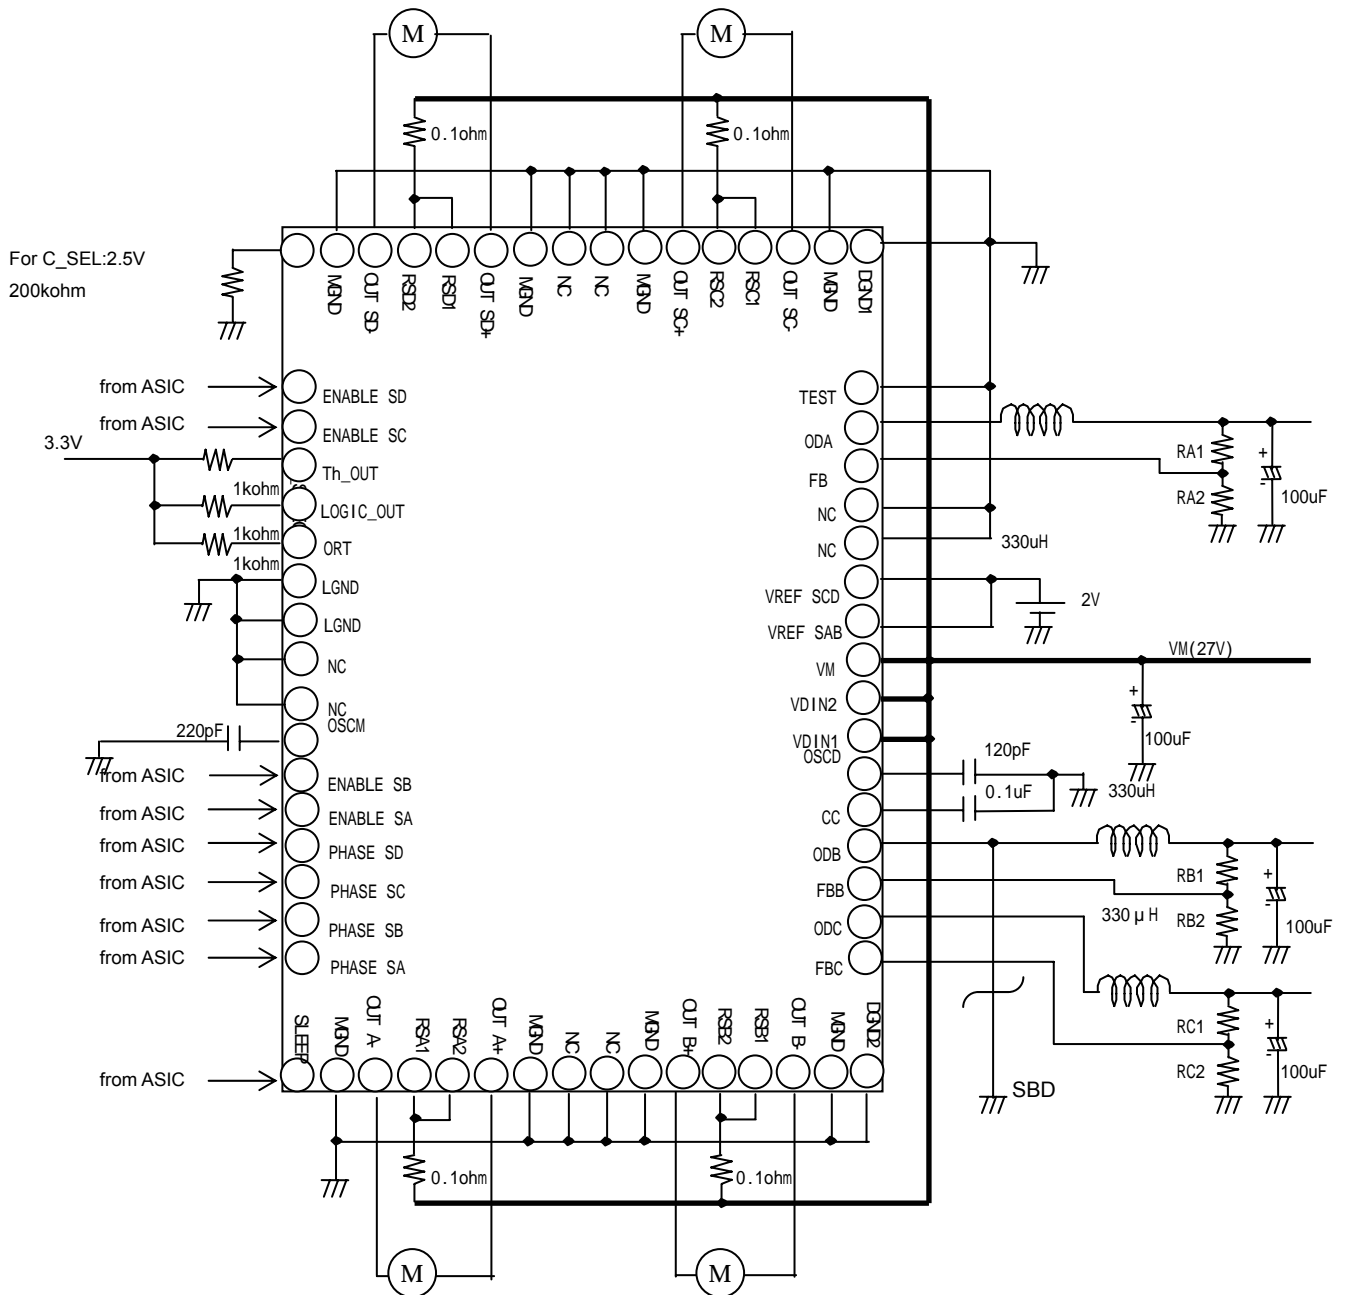 M
M
0.1ohm
0.1ohm
For C_SEL:2.5V
200kohm
MGND
OUT SD-
RSD2
RSD1
OUT SD+
MGND
NC
NC
MGND
OUT SC+
RSC2
RSC1
OUT SC-
MGND
DGND1
from ASIC
ENABLE SD
from ASIC
ENABLE SC
3.3V
Th_OUT
1kohm
LOGIC_OUT
1kohm
ORT
1kohm
LGND
LGND
NC
NC
OSCM
220pF
from ASIC
ENABLE SB
from ASIC
ENABLE SA
from ASIC
PHASE SD
from ASIC
PHASE SC
from ASIC
PHASE SB
from ASIC
PHASE SA
from ASIC
TEST
ODA
FB
NC
NC
330uH
RA1
RA2
+
-
100uF
VREF SCD
VREF SAB
2V
VM
VM(27V)
VDIN2
VDIN1
OSCD
+
-
100uF
120pF
0.1uF
330uH
CC
ODB
FBB
RB1
RB2
+
-
100uF
330μH
ODC
FBC
RC1
RC2
+
-
100uF
SBD
SLEEP
MGND
OUT A-
RSA1
RSA2
OUT A+
MGND
NC
NC
MGND
OUT B+
RSB2
RSB1
OUT B-
MGND
DGND2
0.1ohm
0.1ohm
M
M